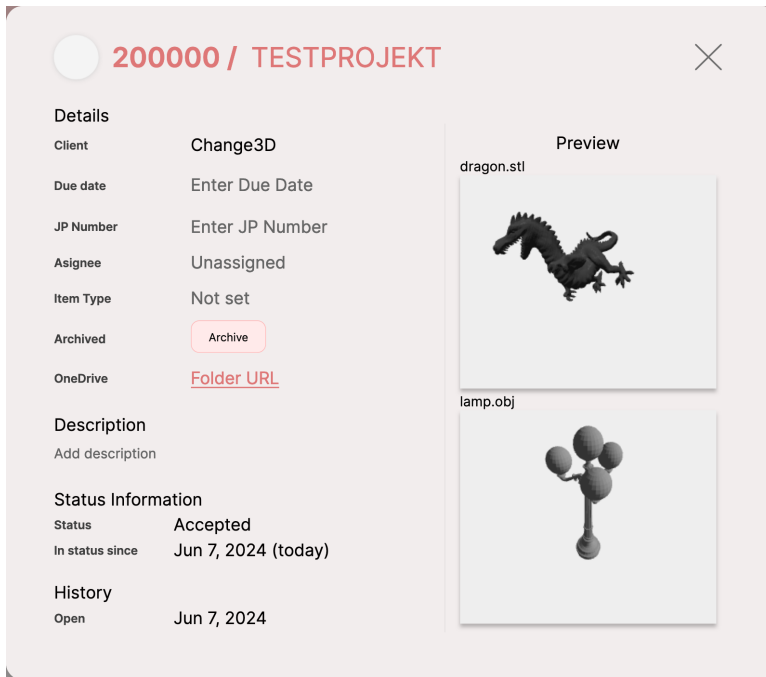 200000 / TESTPROJEKT
Details
Client Change3D
Due date Enter Due Date
JP Number Enter JP Number
Asignee Unassigned
Item Type Not set
Archived Archive
OneDrive Folder URL
Description
Add description
Status Information
Status Accepted
In status since Jun 7, 2024 (today)
History
Open Jun 7, 2024
Preview
dragon.stl
lamp.obj